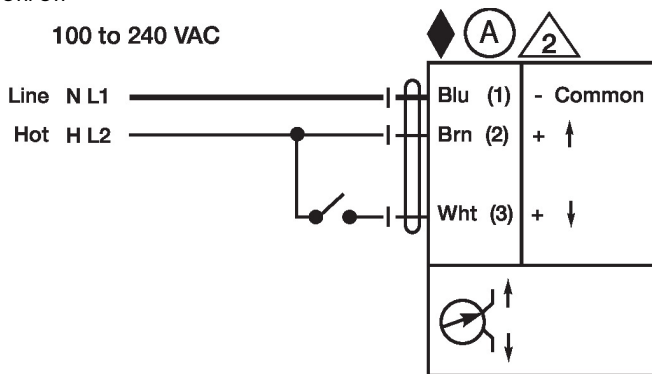 100 to 240 VAC
A
2
Line N L1
Blu (1) - Common
Hot H L2
Brn (2) + ↑
Wht (3) + ↓